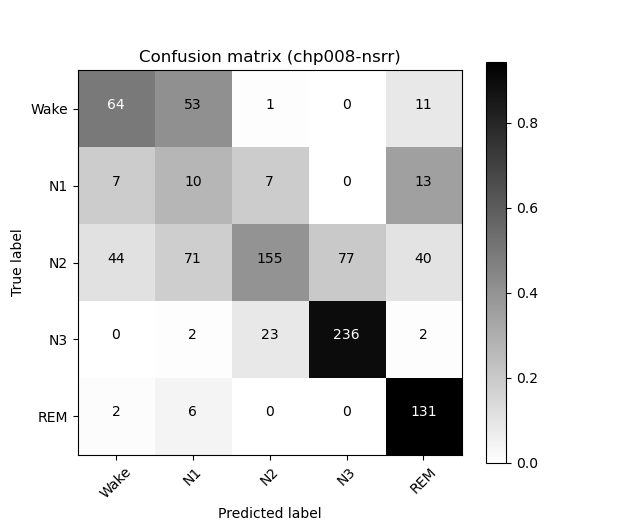 Confusion matrix (chp008-nsrr)
True label
Wake 64 53 1 0 11
N1 7 10 7 0 13
N2 44 71 155 77 40
N3 0 2 23 236 2
REM 2 6 0 0 131
Wake N1 N2 N3 REM
Predicted label
0.8
0.6
0.4
0.2
0.0